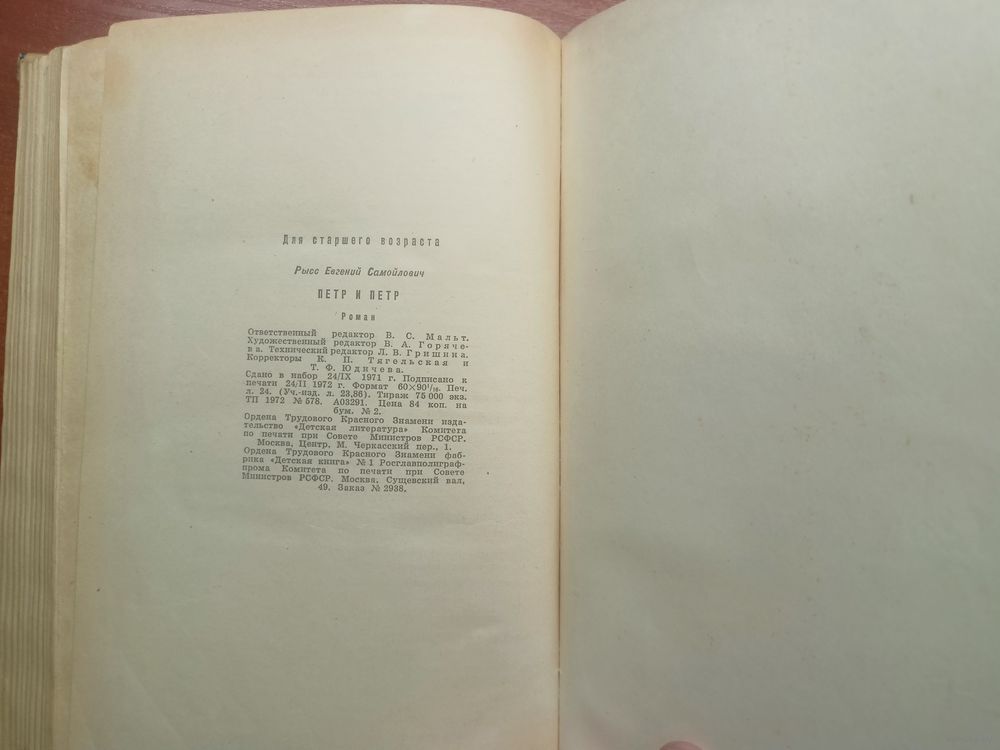 Для старшего возраста
Рысс Евгений Самойлович
ПЕТР И ПЕТР
Роман
Ответственный редактор В. С. Мальт.
Художественный редактор В. А. Горяче-
ва. Технический редактор Л. В. Гришина.
Корректоры К. П. Тягельская и
Т. Ф. Юдичева.
Сдано в набор 24/IX 1971 г. Подписано к
печати 24/II 1972 г. Формат 60×90¹/₁₆. Печ.
л. 24. (Уч.-изд. л. 23,86). Тираж 75 000 экз.
ТП 1972 № 578. А03291. Цена 84 коп. на
бум. № 2.
Ордена Трудового Красного Знамени изда-
тельство «Детская литература» Комитета
по печати при Совете Министров РСФСР.
Москва, Центр, М. Черкасский пер., 1.
Ордена Трудового Красного Знамени фаб-
рика «Детская книга» № 1 Росглавполиграф-
прома Комитета по печати при Совете
Министров РСФСР. Москва, Сущевский вал,
49. Заказ № 2938.